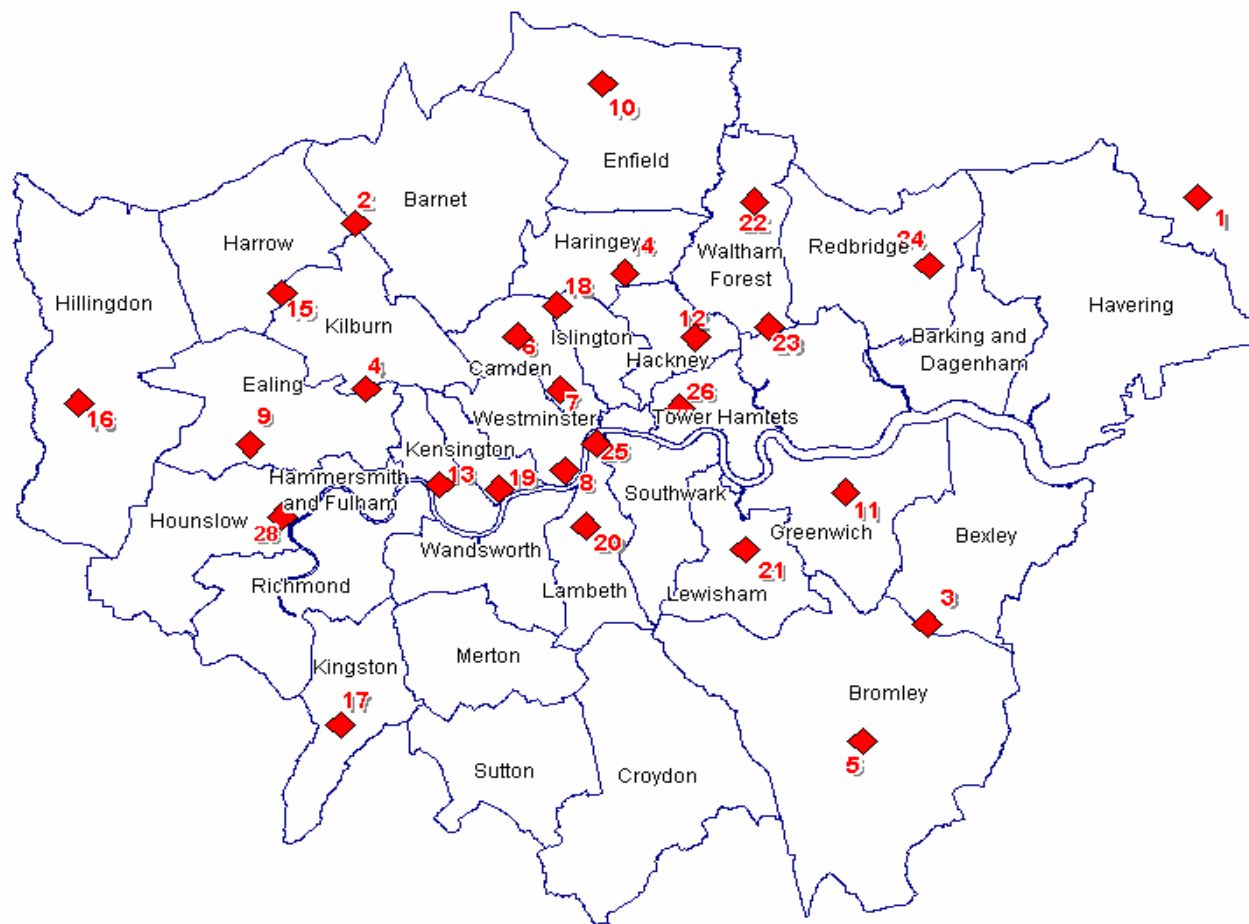 10
Enfield
2
Barnet
22
1
Harrow
Haringey
14
Waltham
Forest
Redbridge
24
Hillingdon
15
18
Havering
Kilburn
Islington
12
23
6
Hackney
Barking and
Dagenham
Camden
4
Ealing
7
26
16
9
Westminster
Tower Hamlets
Kensington
25
Hammersmith
and Fulham
13
19
8
Southwark
11
Hounslow
28
20
Greenwich
Bexley
Wandsworth
21
Richmond
Lambeth
Lewisham
3
Merton
Kingston
17
Bromley
5
Sutton
Croydon